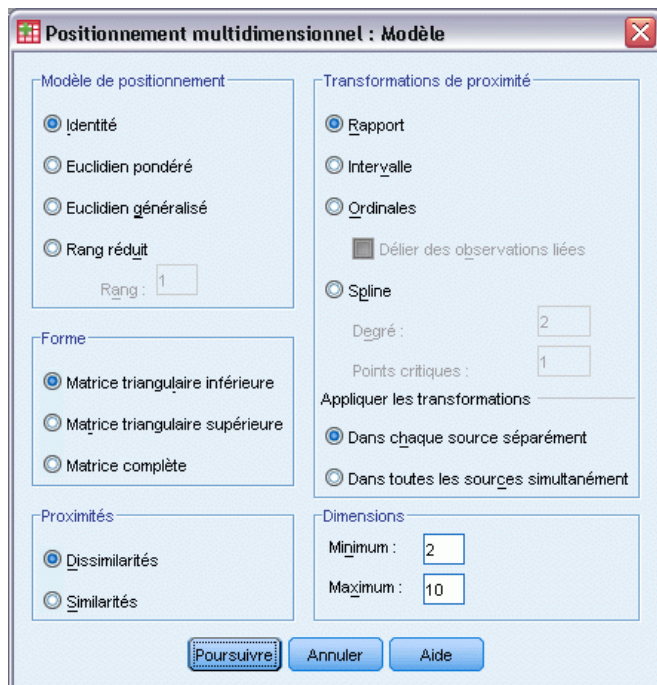 Positionnement multidimensionnel : Modèle
Modèle de positionnement
Identité
Euclidien pondéré
Euclidien généralisé
Rang réduit
Rang : 1
Forme
Matrice triangulaire inférieure
Matrice triangulaire supérieure
Matrice complète
Proximités
Dissimilarités
Similarités
Transformations de proximité
Rapport
Intervalle
Ordinales
Délier des observations liées
Spline
Degré : 2
Points critiques : 1
Appliquer les transformations
Dans chaque source séparément
Dans toutes les sources simultanément
Dimensions
Minimum : 2
Maximum : 10
Poursuivre Annuler Aide